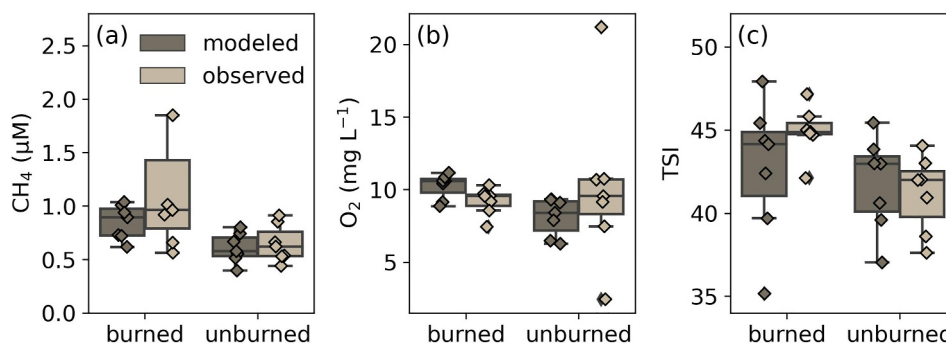 (a)
modeled
observed
CH₄ (µM)
2.5
2.0
1.5
1.0
0.5
0.0
burned unburned
(b)
O₂ (mg L⁻¹)
20
15
10
5
burned unburned
(c)
TSI
50
45
40
35
burned unburned